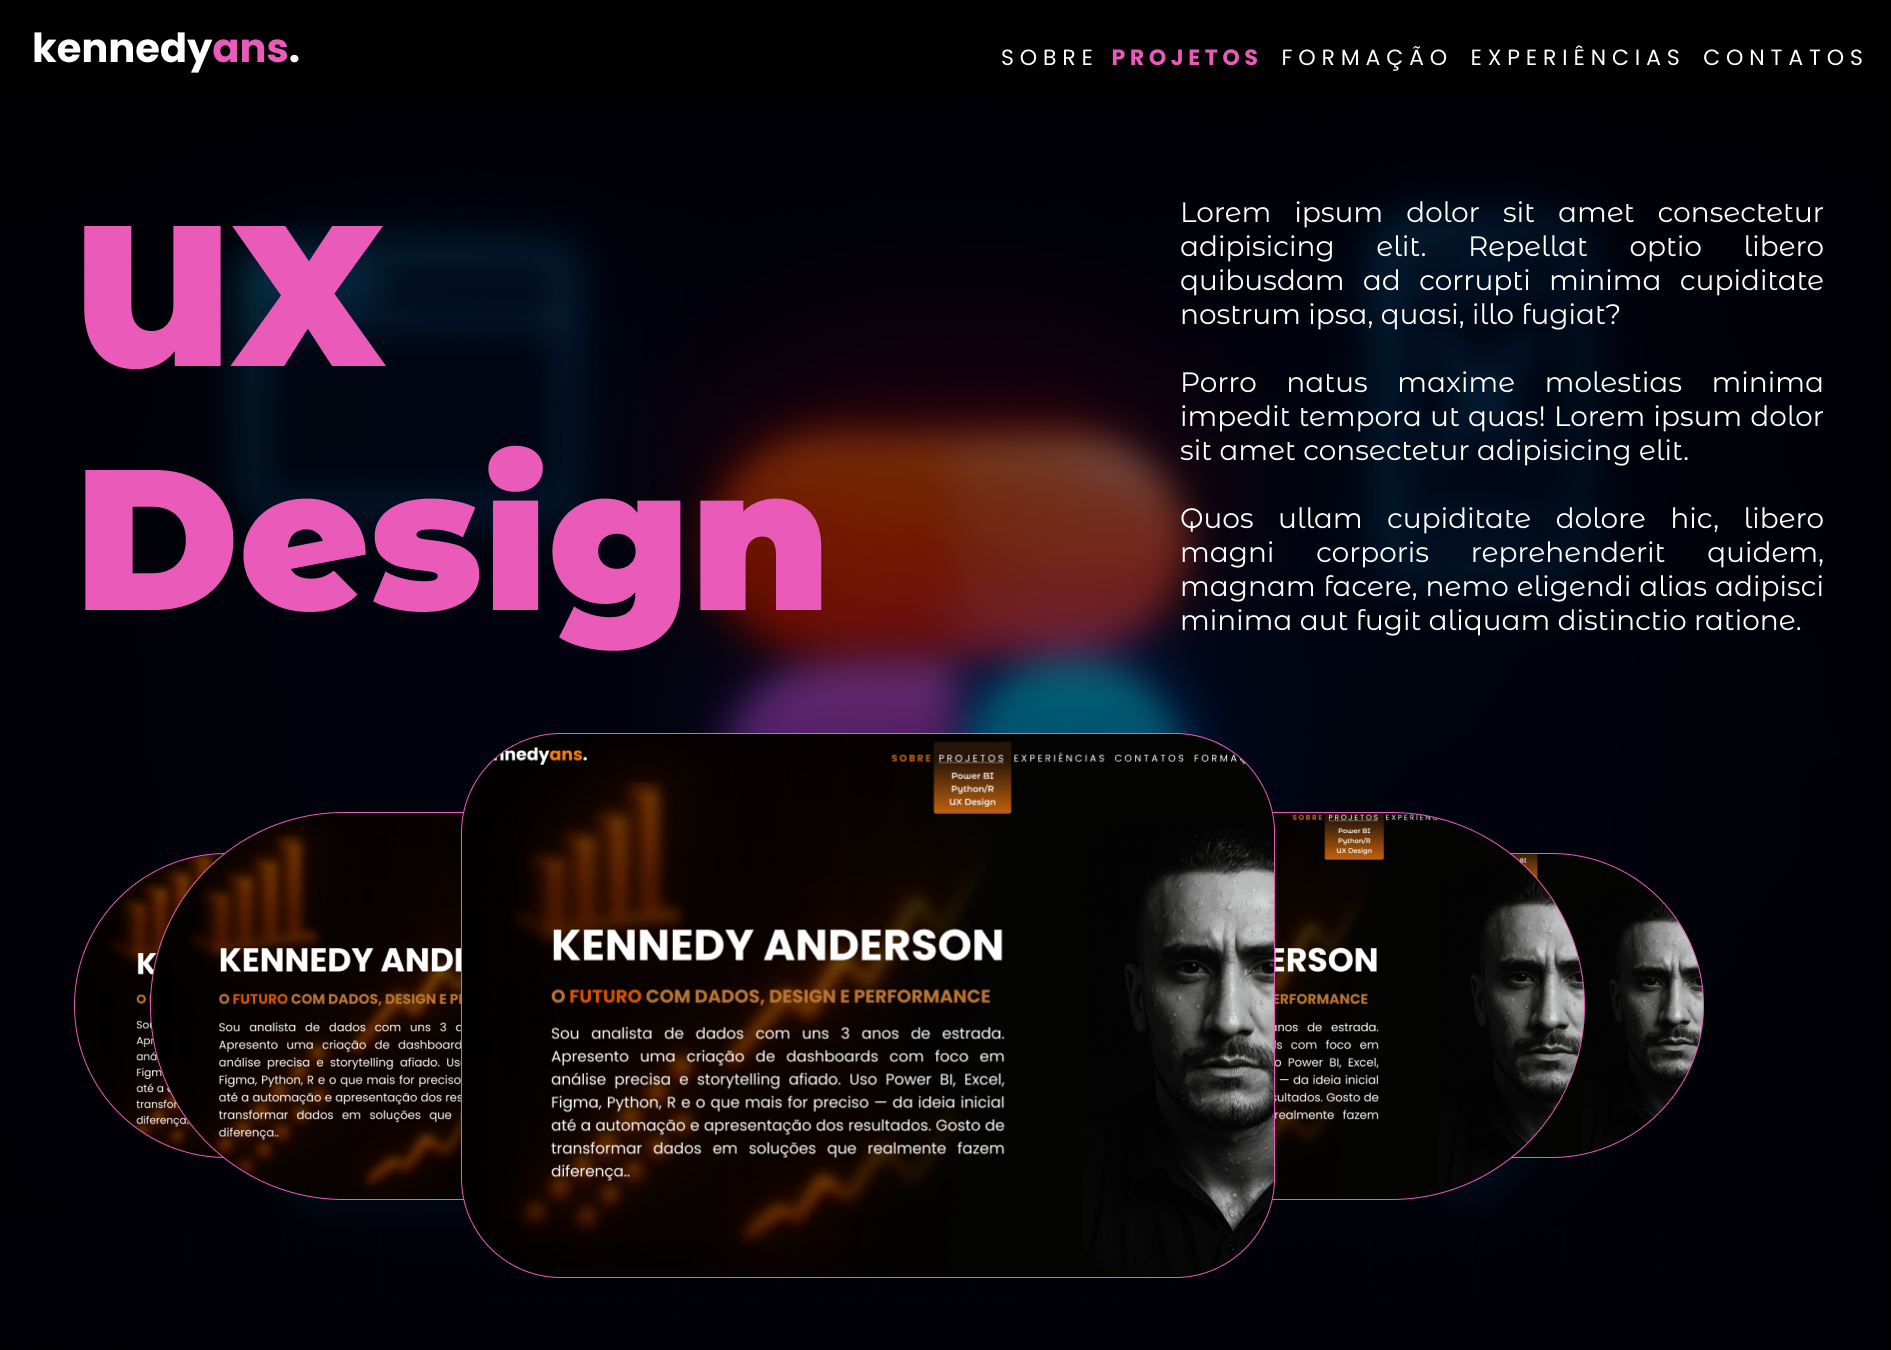 kennedyans.
SOBRE PROJETOS FORMAÇÃO EXPERIÊNCIAS CONTATOS
ux
Design
Lorem ipsum dolor sit amet consectetur
adipisicing elit. Repellat optio libero
quibusdam ad corrupti minima cupiditate
nostrum ipsa, quasi, illo fugiat?
Porro natus maxime molestias minima
impedit tempora ut quas! Lorem ipsum dolor
sit amet consectetur adipisicing elit.
Quos ullam cupiditate dolore hic, libero
magni corporis reprehenderit quidem,
magnam facere, nemo eligendi alias adipisci
minima aut fugit aliquam distinctio ratione.
nnedyans.
SOBRE PROJETOS EXPERIÊNCIAS CONTATOS FORMA
Power BI
Python/R
UX Design
KENNEDY ANDERSON
O FUTURO COM DADOS, DESIGN E PERFORMANCE
Sou analista de dados com uns 3 anos de estrada.
Apresento uma criação de dashboards com foco em
análise precisa e storytelling afiado. Uso Power BI, Excel,
Figma, Python, R e o que mais for preciso — da ideia inicial
até a automação e apresentação dos resultados. Gosto de
transformar dados em soluções que realmente fazem
diferença..
K
O
Sou
Apr
aná
Figm
até a
transfor
diferença.
KENNEDY AND
O FUTURO COM DADOS, DESIGN E P
Sou analista de dados com uns 3
Apresento uma criação de dashboard
análise precisa e storytelling afiado. Us
Figma, Python, R e o que mais for preciso
até a automação e apresentação dos res
transformar dados em soluções que
diferença..
SOBRE PROJETOS EXPERIÊNC
Power BI
Python/R
UX Design
ERSON
ERFORMANCE
anos de estrada.
ds com foco em
o Power BI, Excel,
— da ideia inicial
sultados. Gosto de
realmente fazem
BI